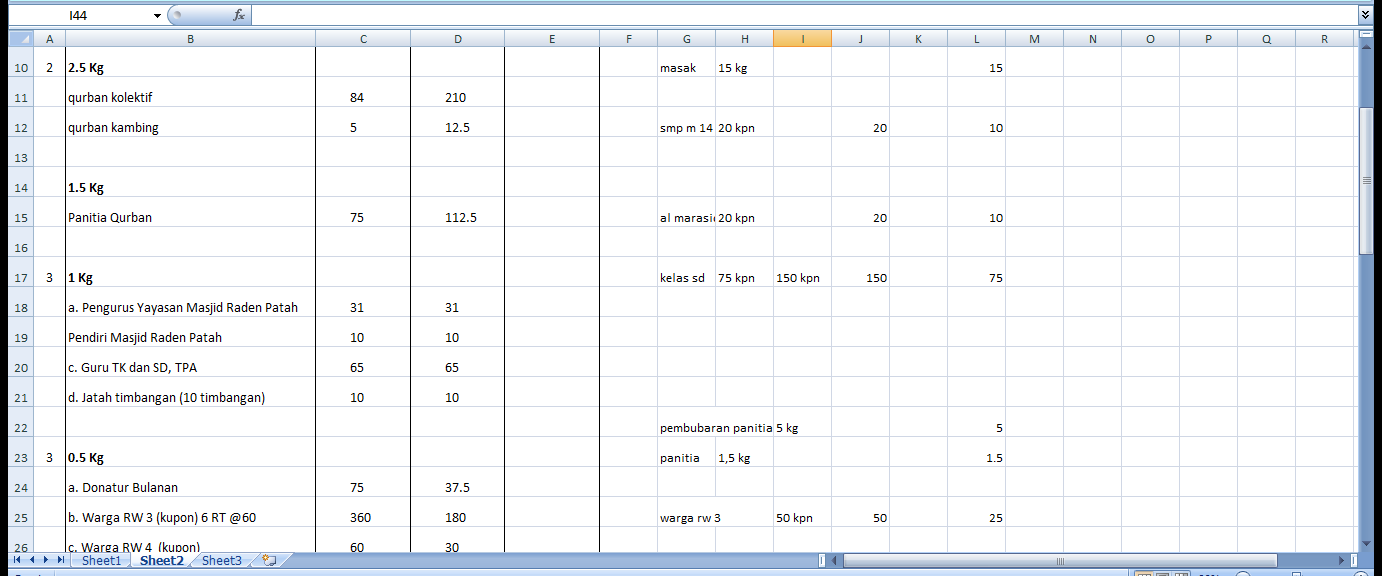 I44 fx
A B C D E F G H I J K L M N O P Q R
10 2 2.5 Kg masak 15 kg 15
11 qurban kolektif 84 210
12 qurban kambing 5 12.5 smp m 14 20 kpn 20 10
13
14 1.5 Kg
15 Panitia Qurban 75 112.5 al marasi 20 kpn 20 10
16
17 3 1 Kg kelas sd 75 kpn 150 kpn 150 75
18 a. Pengurus Yayasan Masjid Raden Patah 31 31
19 Pendiri Masjid Raden Patah 10 10
20 c. Guru TK dan SD, TPA 65 65
21 d. Jatah timbangan (10 timbangan) 10 10
22 pembubaran panitia 5 kg 5
23 3 0.5 Kg panitia 1,5 kg 1.5
24 a. Donatur Bulanan 75 37.5
25 b. Warga RW 3 (kupon) 6 RT @60 360 180 warga rw 3 50 kpn 50 25
26 c. Warga RW 4 (kupon) 60 30
Sheet1 Sheet2 Sheet3